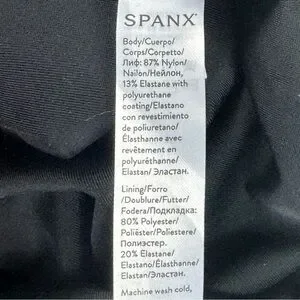 SPANX
Body/Cuerpo/
Corps/Corpetto/
Лиф: 87% Nylon/
Nailon/Нейлон,
13% Elastane with
polyurethane
coating/Elastano
con revestimiento
de poliuretano/
Élasthanne avec
revêtement en
polyuréthanne/
Elastan/ Эластан.
Lining/Forro
/Doublure/Futter/
Fodera/Подкладка:
80% Polyester/
Poliéster/Poliestere/
Полиэстер.
20% Elastane/
Elastano/Élasthanne/
Elastan/Эластан.
Machine wash cold,